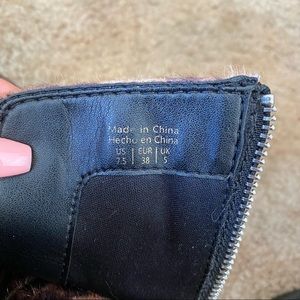 Made in China
Hecho en China
US | EUR | UK
7.5 | 38 | 5